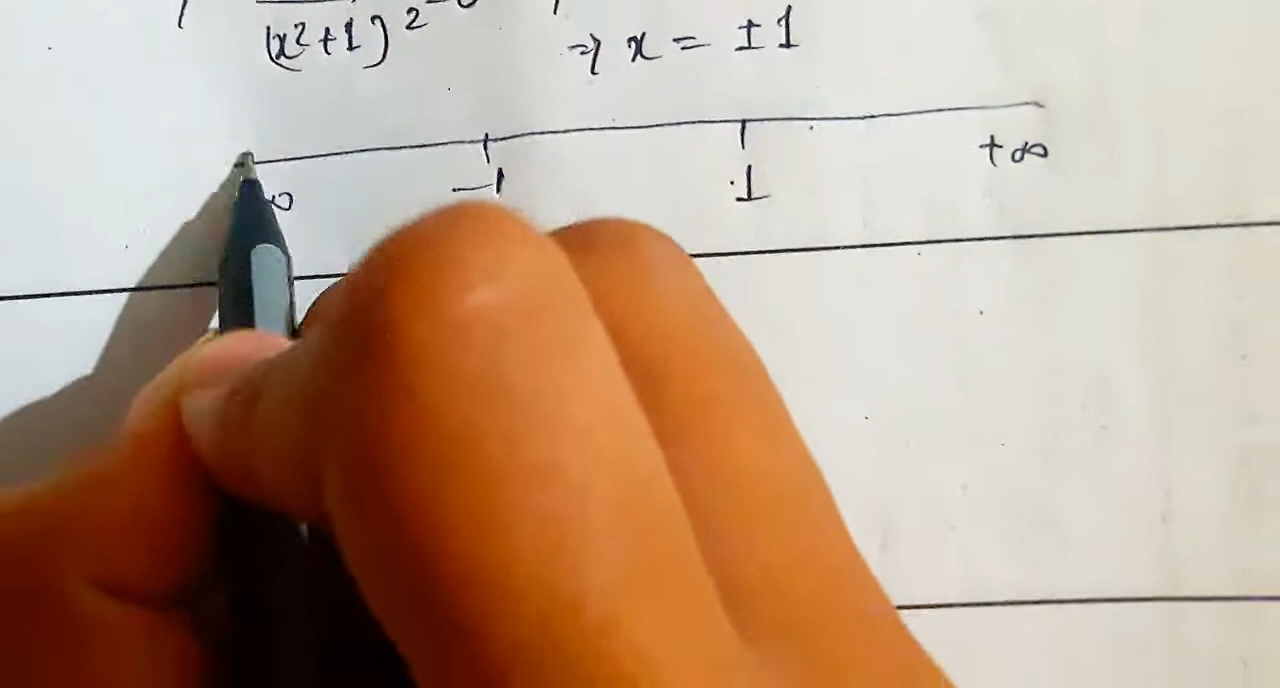 (x²+1)²
⇒ x = ±1
∞ -1 1 +∞